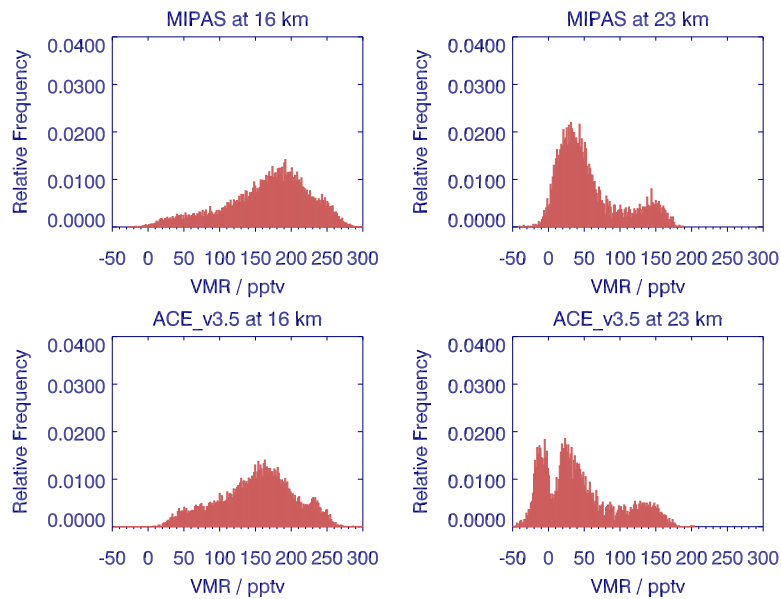 MIPAS at 16 km
Relative Frequency
0.0400
0.0300
0.0200
0.0100
0.0000
-50 0 50 100 150 200 250 300
VMR / pptv
MIPAS at 23 km
Relative Frequency
0.0400
0.0300
0.0200
0.0100
0.0000
-50 0 50 100 150 200 250 300
VMR / pptv
ACE_v3.5 at 16 km
Relative Frequency
0.0400
0.0300
0.0200
0.0100
0.0000
-50 0 50 100 150 200 250 300
VMR / pptv
ACE_v3.5 at 23 km
Relative Frequency
0.0400
0.0300
0.0200
0.0100
0.0000
-50 0 50 100 150 200 250 300
VMR / pptv